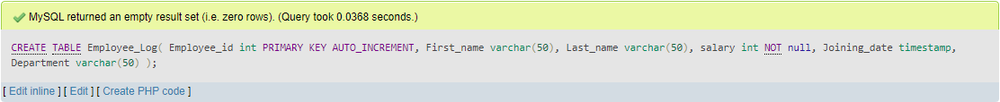 MySQL returned an empty result set (i.e. zero rows). (Query took 0.0368 seconds.)
CREATE TABLE Employee_Log( Employee_id int PRIMARY KEY AUTO_INCREMENT, First_name varchar(50), Last_name varchar(50), salary int NOT null, Joining_date timestamp,
Department varchar(50) );
[ Edit inline ] [ Edit ] [ Create PHP code ]